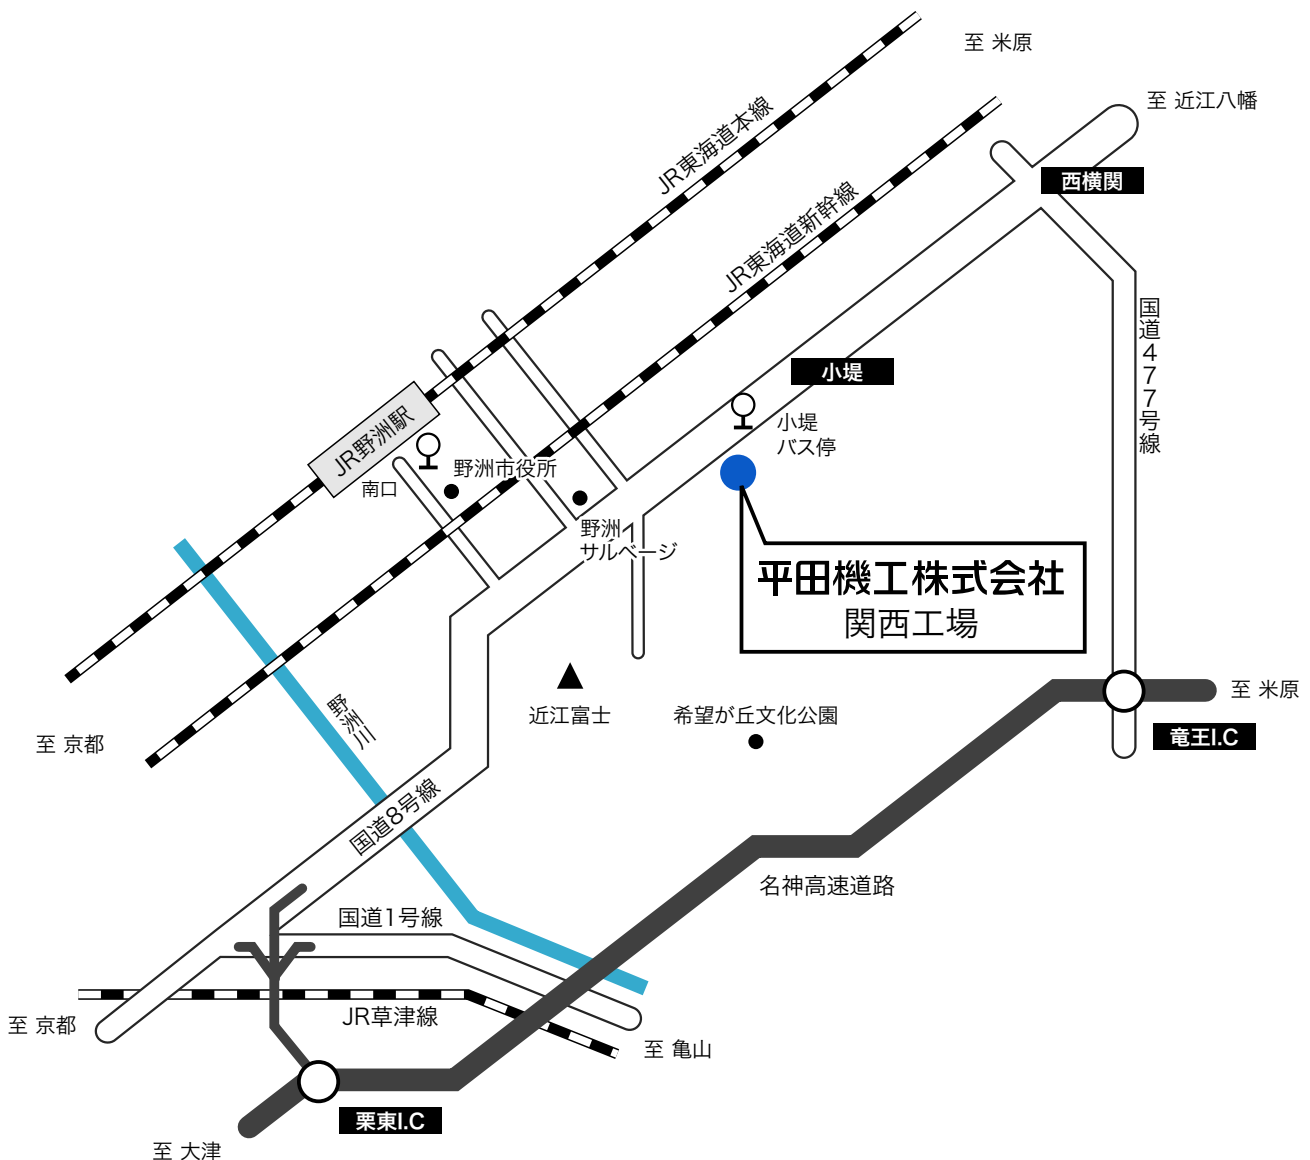 至 米原
至 近江八幡
JR東海道本線
西横関
JR東海道新幹線
国道477号線
小堤
小堤
バス停
JR野洲駅
野洲市役所
南口
野洲
サルベージ
平田機工株式会社
関西工場
至 米原
野洲川
近江富士
希望が丘文化公園
至 京都
竜王I.C
国道8号線
名神高速道路
国道1号線
JR草津線
至 京都
至 亀山
栗東I.C
至 大津